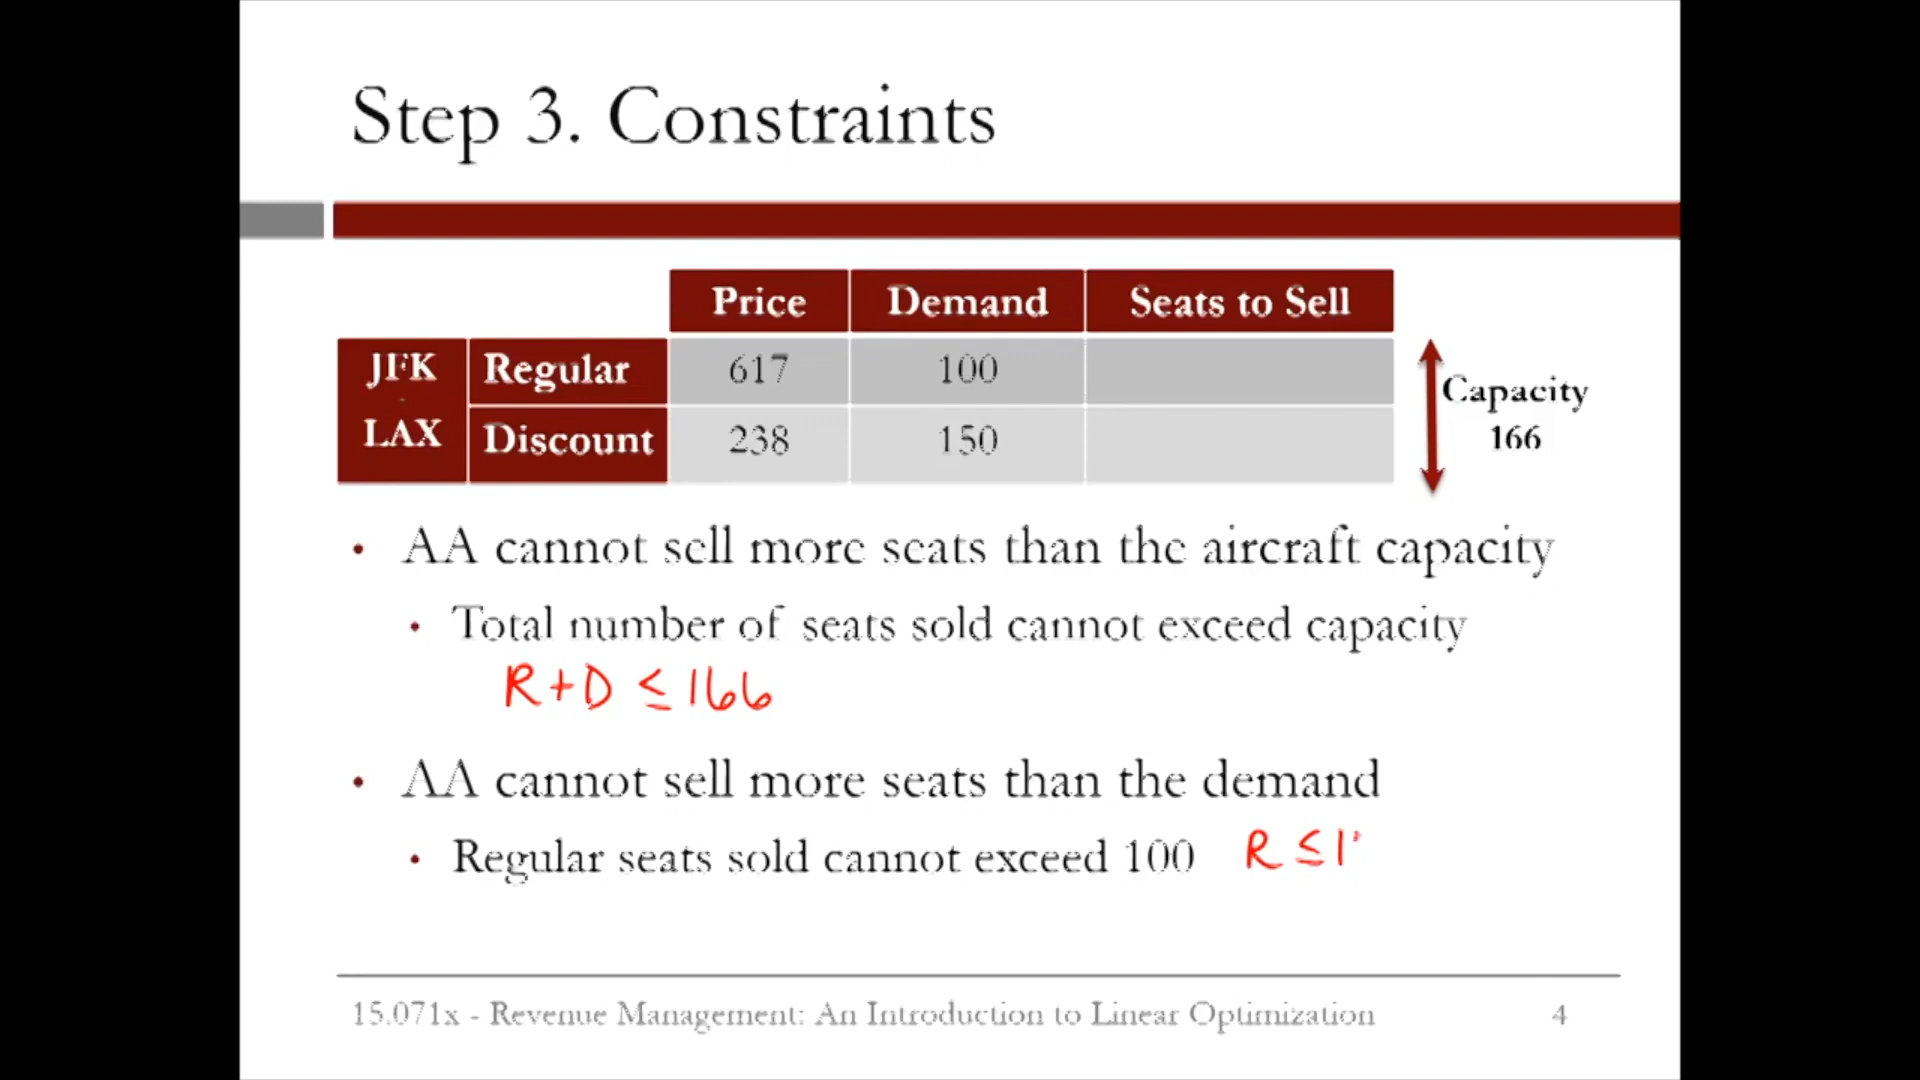 Step 3. Constraints
Price Demand Seats to Sell
JFK Regular 617 100
LAX Discount 238 150
Capacity
166
• AA cannot sell more seats than the aircraft capacity
• Total number of seats sold cannot exceed capacity
R+D ≤ 166
• AA cannot sell more seats than the demand
• Regular seats sold cannot exceed 100 R ≤ 1
15.071x - Revenue Management: An Introduction to Linear Optimization 4